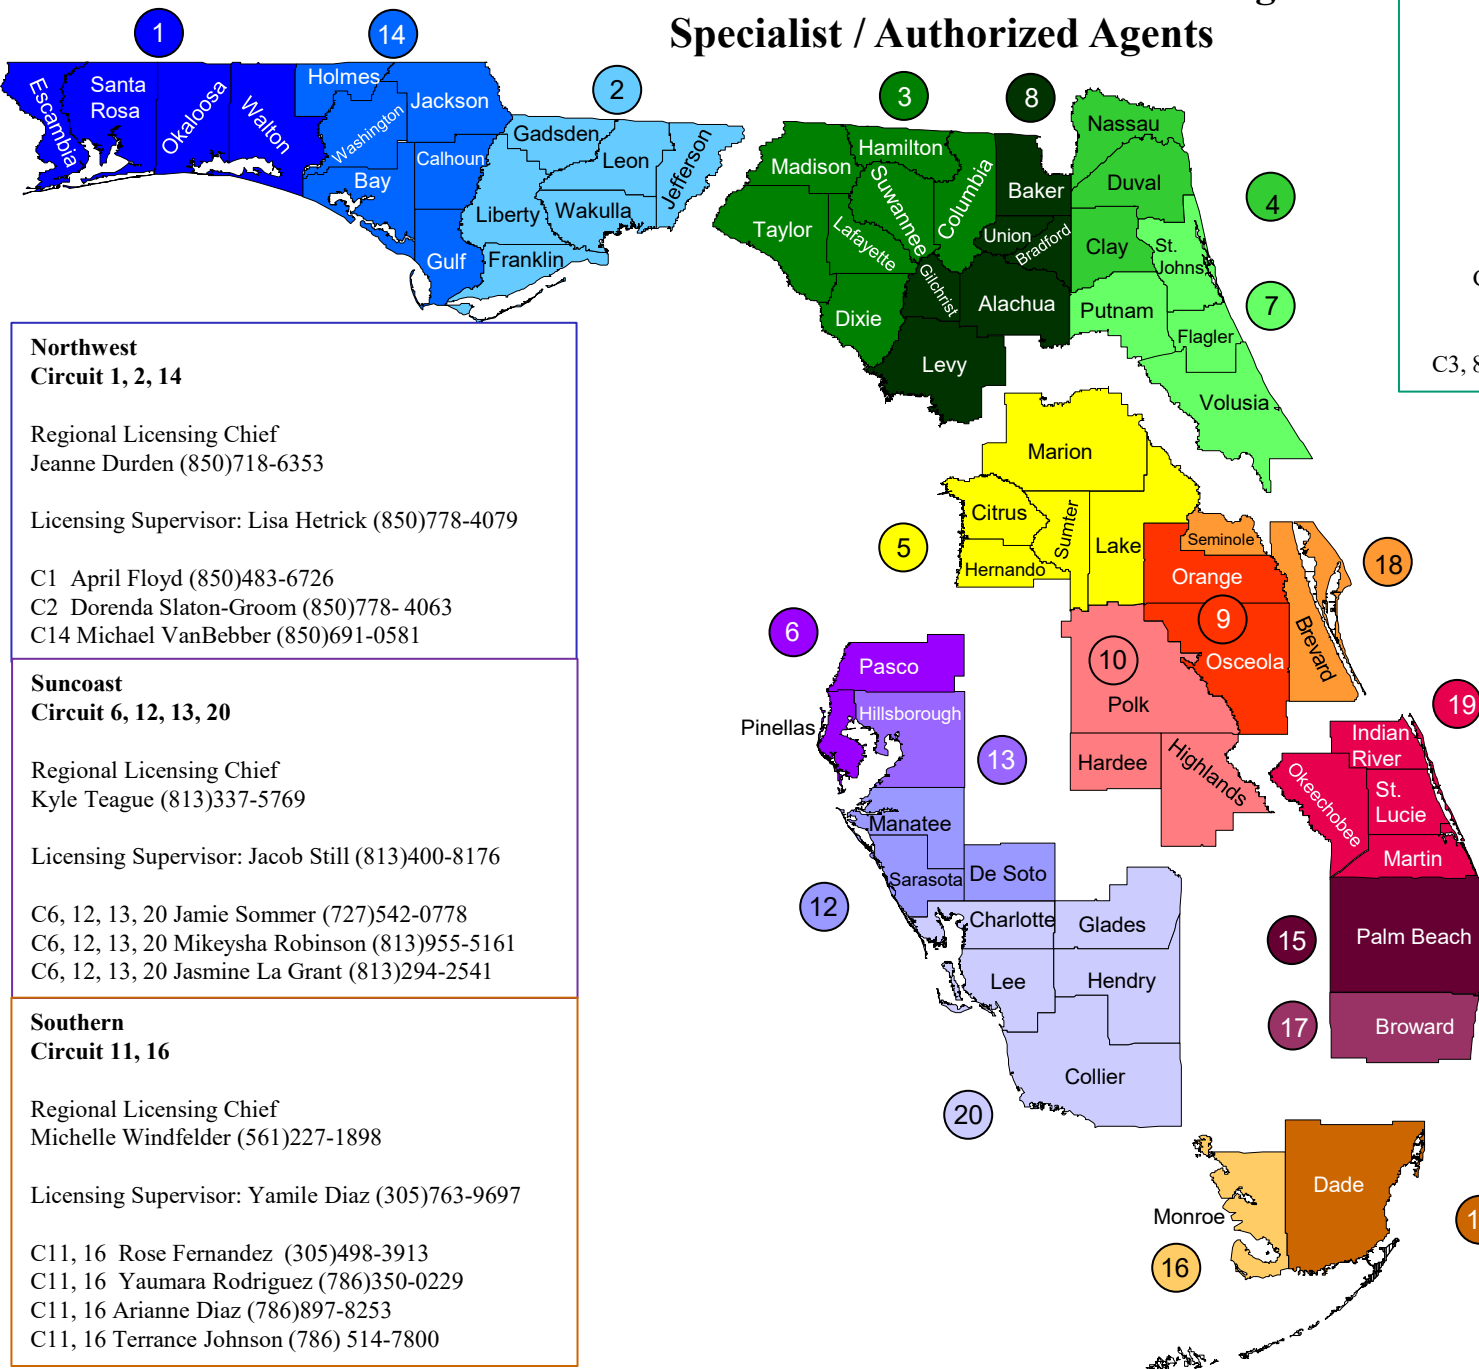 Specialist / Authorized Agents
1
14
2
3
8
4
7
Escambia
Santa
Rosa
Okaloosa
Walton
Holmes
Washington
Jackson
Bay
Calhoun
Gulf
Gadsden
Leon
Jefferson
Liberty
Wakulla
Franklin
Madison
Hamilton
Suwannee
Columbia
Taylor
Lafayette
Dixie
Gilchrist
Baker
Union
Bradford
Alachua
Levy
Nassau
Duval
Clay
St.
Johns
Putnam
Flagler
Volusia
C3, 8
Northwest
Circuit 1, 2, 14
Regional Licensing Chief
Jeanne Durden (850)718-6353
Licensing Supervisor: Lisa Hetrick (850)778-4079
C1 April Floyd (850)483-6726
C2 Dorenda Slaton-Groom (850)778- 4063
C14 Michael VanBebber (850)691-0581
Suncoast
Circuit 6, 12, 13, 20
Regional Licensing Chief
Kyle Teague (813)337-5769
Licensing Supervisor: Jacob Still (813)400-8176
C6, 12, 13, 20 Jamie Sommer (727)542-0778
C6, 12, 13, 20 Mikeysha Robinson (813)955-5161
C6, 12, 13, 20 Jasmine La Grant (813)294-2541
Southern
Circuit 11, 16
Regional Licensing Chief
Michelle Windfelder (561)227-1898
Licensing Supervisor: Yamile Diaz (305)763-9697
C11, 16 Rose Fernandez (305)498-3913
C11, 16 Yaumara Rodriguez (786)350-0229
C11, 16 Arianne Diaz (786)897-8253
C11, 16 Terrance Johnson (786) 514-7800
Marion
Citrus
Sumter
Lake
Hernando
5
Seminole
Orange
9
Osceola
Brevard
18
6
Pasco
Pinellas
Hillsborough
13
10
Polk
Hardee
Highlands
19
Indian
River
Okeechobee
St.
Lucie
Martin
Manatee
Sarasota
De Soto
12
Charlotte
Glades
Lee
Hendry
Collier
20
15
Palm Beach
17
Broward
Monroe
16
Dade
1